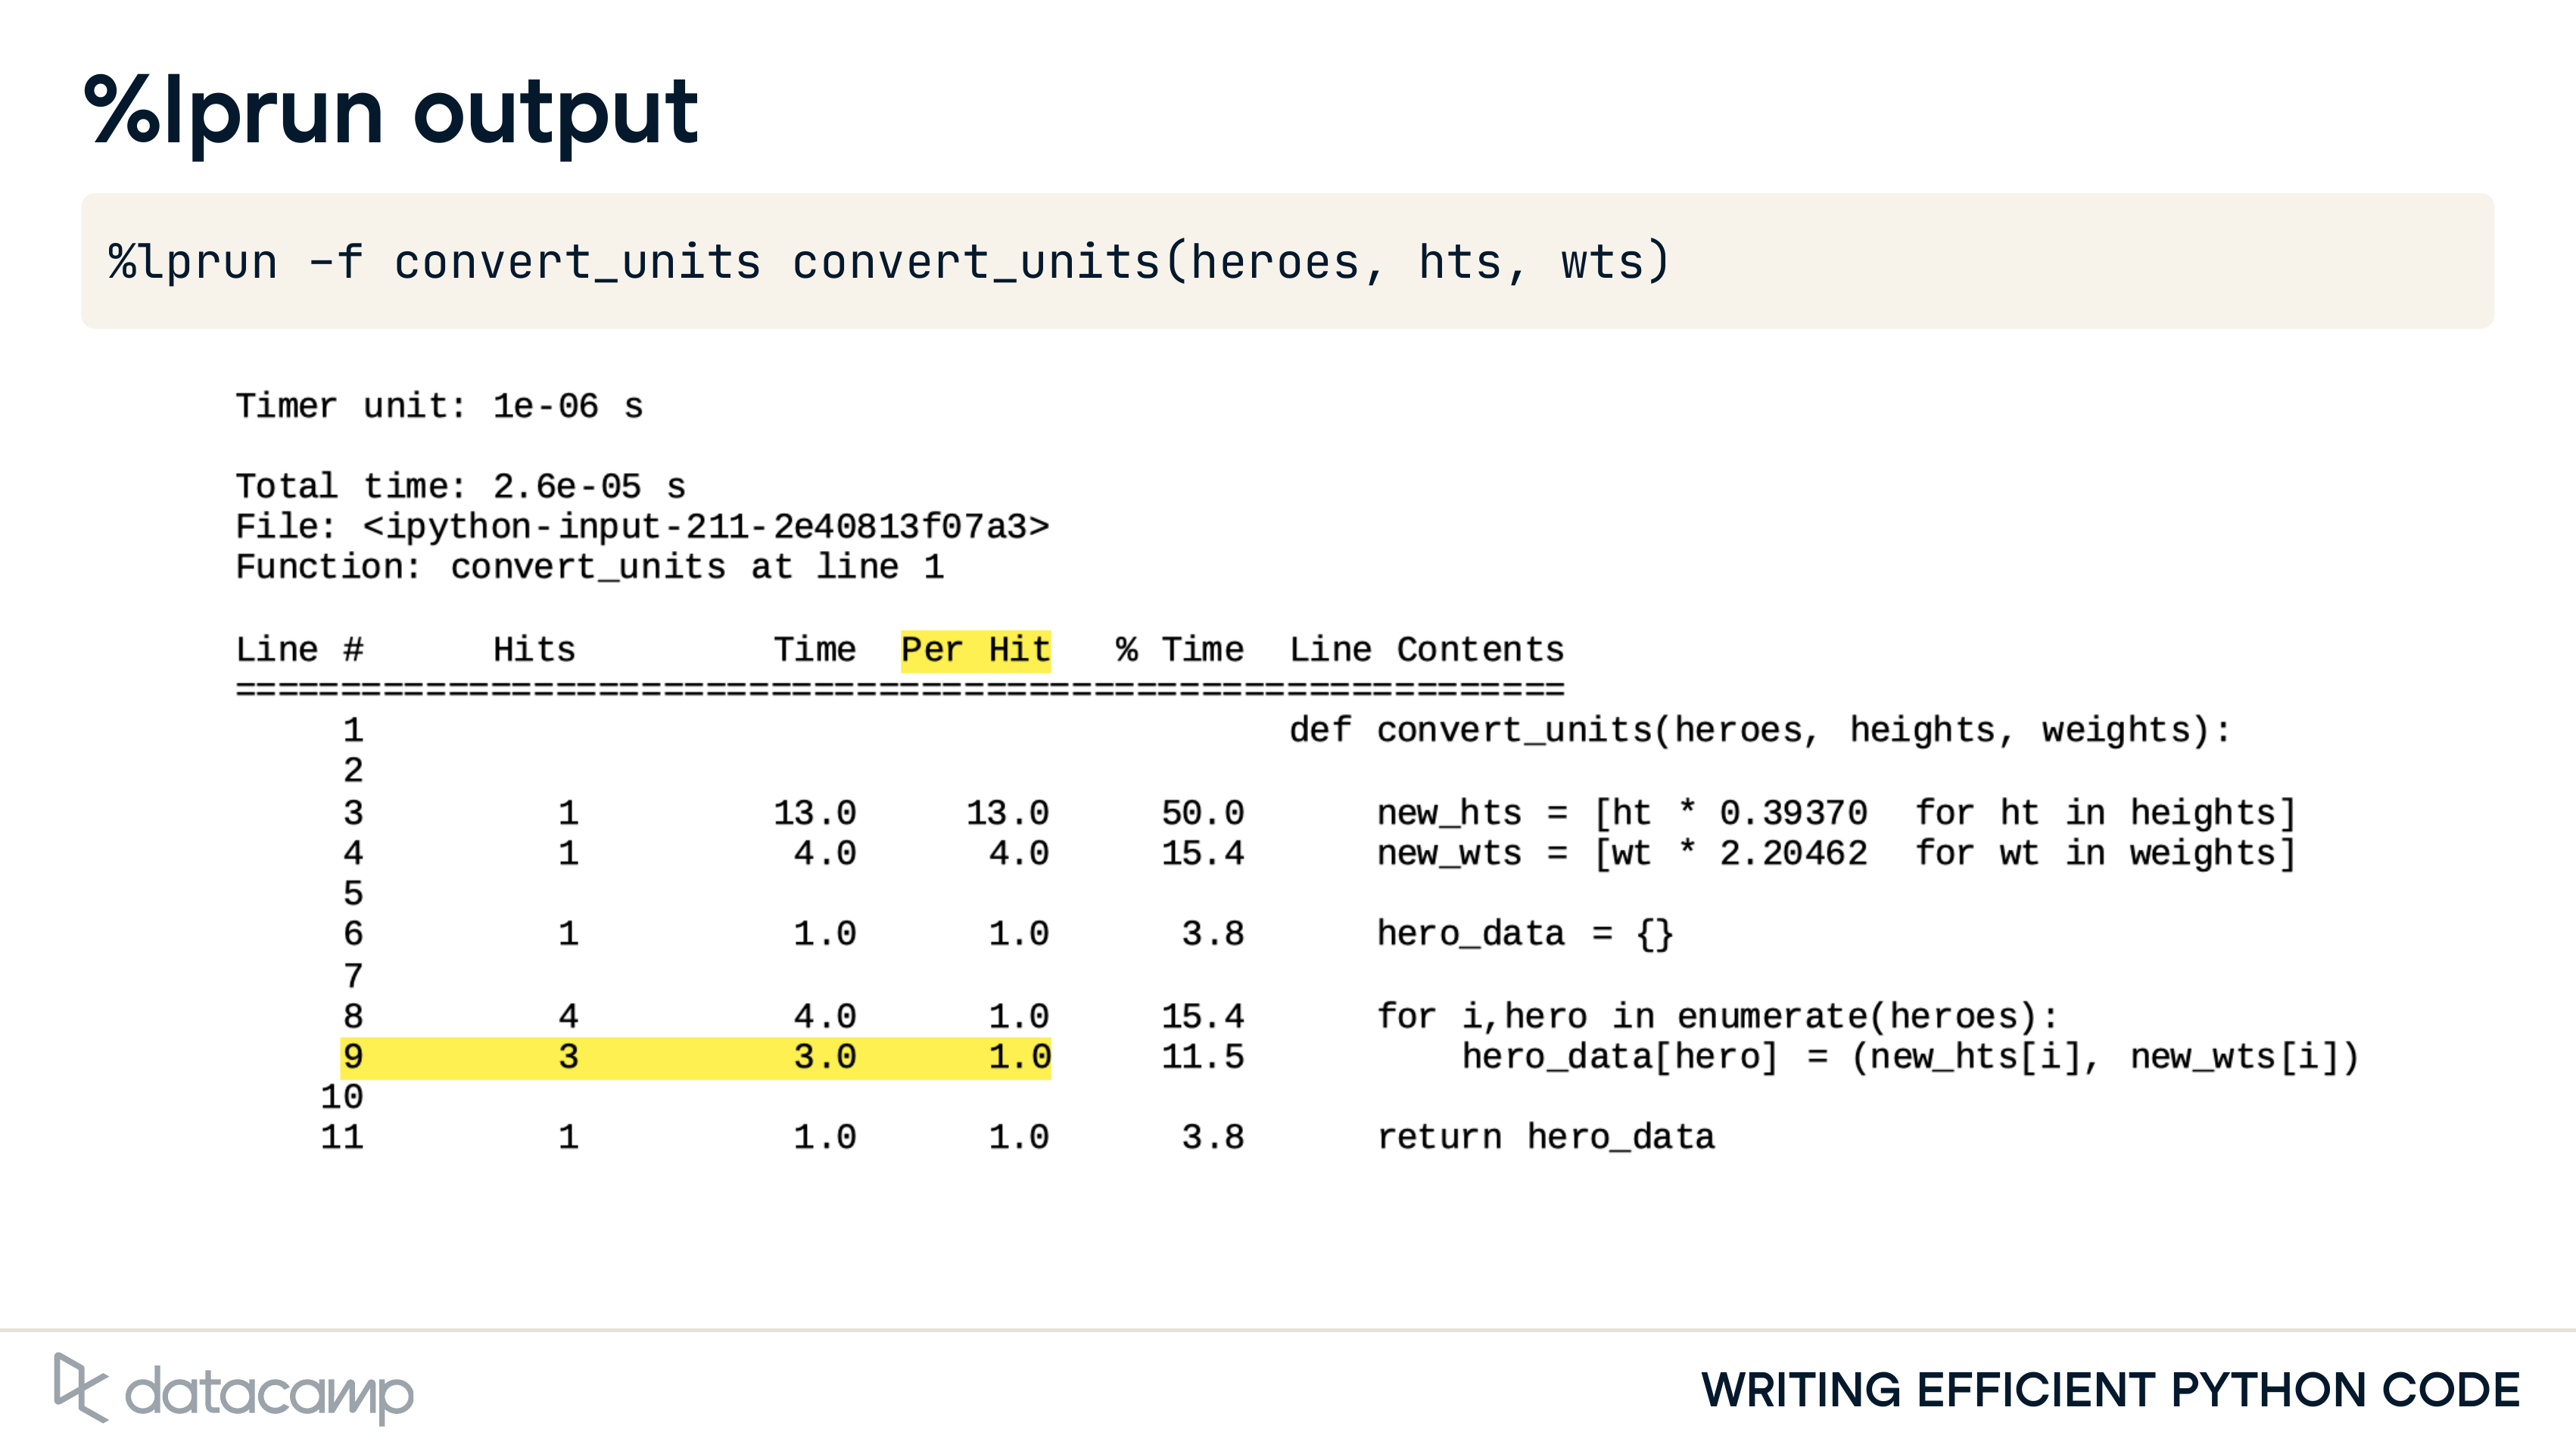 %lprun output
%lprun -f convert_units convert_units(heroes, hts, wts)
Timer unit: 1e-06 s
Total time: 2.6e-05 s
File: <ipython-input-211-2e40813f07a3>
Function: convert_units at line 1
Line #      Hits         Time  Per Hit   % Time  Line Contents
==============================================================
     1                                           def convert_units(heroes, heights, weights):
     2
     3         1         13.0     13.0     50.0      new_hts = [ht * 0.39370  for ht in heights]
     4         1          4.0      4.0     15.4      new_wts = [wt * 2.20462  for wt in weights]
     5
     6         1          1.0      1.0      3.8      hero_data = {}
     7
     8         4          4.0      1.0     15.4      for i,hero in enumerate(heroes):
     9         3          3.0      1.0     11.5          hero_data[hero] = (new_hts[i], new_wts[i])
    10
    11         1          1.0      1.0      3.8      return hero_data
datacamp
WRITING EFFICIENT PYTHON CODE